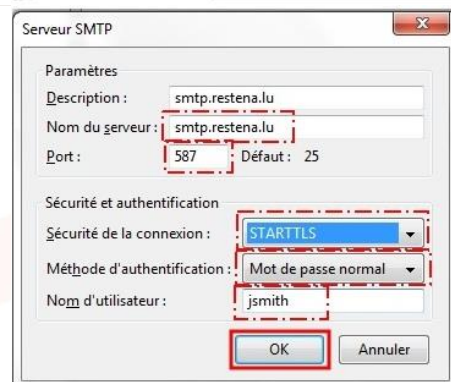 Serveur SMTP
Paramètres
Description : smtp.restena.lu
Nom du serveur : smtp.restena.lu
Port : 587 Défaut : 25
Sécurité et authentification
Sécurité de la connexion : STARTTLS
Méthode d'authentification : Mot de passe normal
Nom d'utilisateur : jsmith
OK Annuler